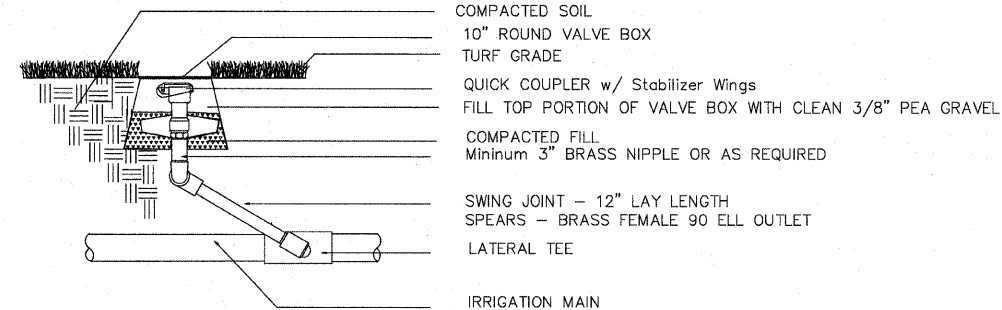 COMPACTED SOIL
10" ROUND VALVE BOX
TURF GRADE
QUICK COUPLER w/ Stabilizer Wings
FILL TOP PORTION OF VALVE BOX WITH CLEAN 3/8" PEA GRAVEL
COMPACTED FILL
Mininum 3" BRASS NIPPLE OR AS REQUIRED
SWING JOINT – 12" LAY LENGTH
SPEARS – BRASS FEMALE 90 ELL OUTLET
LATERAL TEE
IRRIGATION MAIN